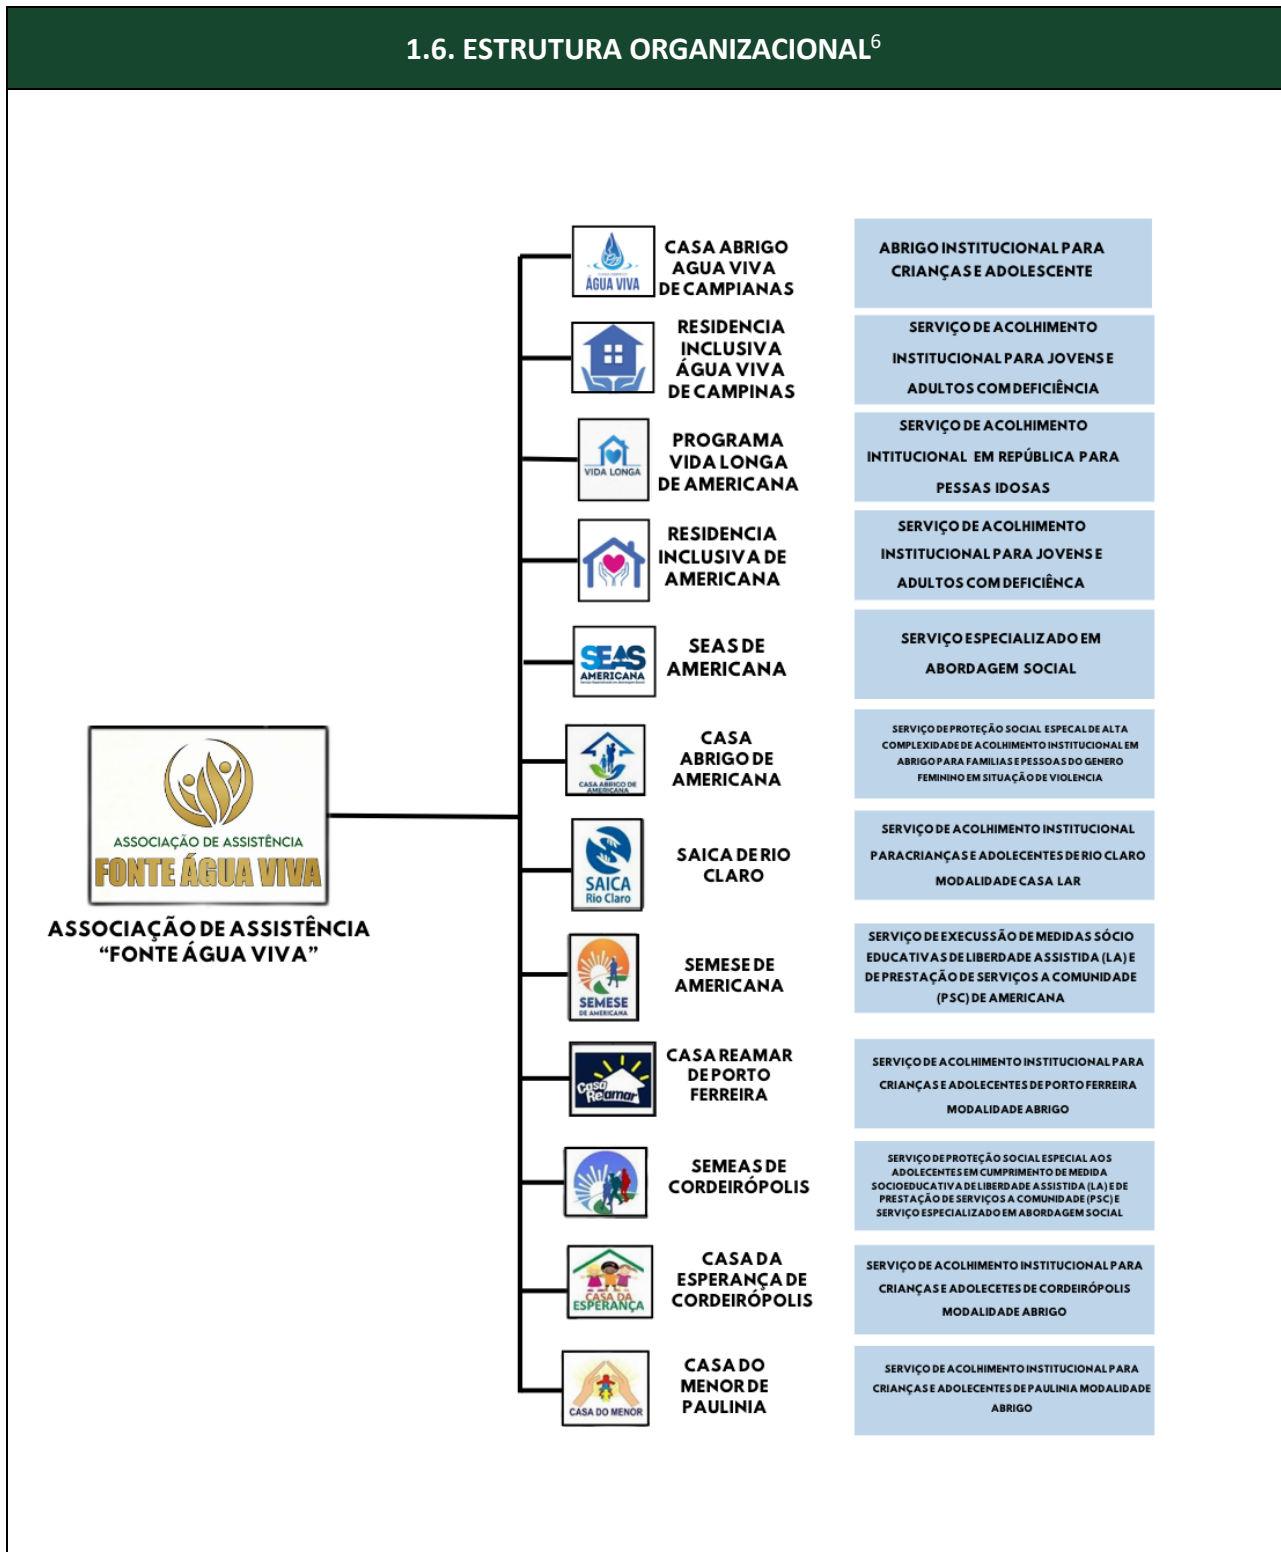 1.6. ESTRUTURA ORGANIZACIONAL6
ÁGUA VIVA
CASA ABRIGO
AGUA VIVA
DE CAMPIANAS
ABRIGO INSTITUCIONAL PARA
CRIANÇAS E ADOLESCENTE
RESIDENCIA
INCLUSIVA
ÁGUA VIVA
DE CAMPINAS
SERVIÇO DE ACOLHIMENTO
INSTITUCIONAL PARA JOVENS E
ADULTOS COM DEFICIÊNCIA
VIDA LONGA
PROGRAMA
VIDA LONGA
DE AMERICANA
SERVIÇO DE ACOLHIMENTO
INTITUCIONAL EM REPÚBLICA PARA
PESSAS IDOSAS
RESIDENCIA
INCLUSIVA DE
AMERICANA
SERVIÇO DE ACOLHIMENTO
INSTITUCIONAL PARA JOVENS E
ADULTOS COM DEFICIÊNCA
SEAS
AMERICANA
SEAS DE
AMERICANA
SERVIÇO ESPECIALIZADO EM
ABORDAGEM SOCIAL
CASA ABRIGO DE
AMERICANA
CASA
ABRIGO DE
AMERICANA
SERVIÇO DE PROTEÇÃO SOCIAL ESPECAL DE ALTA
COMPLEXIDADE DE ACOLHIMENTO INSTITUCIONAL EM
ABRIGO PARA FAMILIAS E PESSOAS DO GENERO
FEMININO EM SITUAÇÃO DE VIOLENCIA
ASSOCIAÇÃO DE ASSISTÊNCIA
FONTE ÁGUA VIVA
ASSOCIAÇÃO DE ASSISTÊNCIA
“FONTE ÁGUA VIVA”
SAICA
Rio Claro
SAICA DE RIO
CLARO
SERVIÇO DE ACOLHIMENTO INSTITUCIONAL
PARACRIANÇAS E ADOLECENTES DE RIO CLARO
MODALIDADE CASA LAR
SEMESE
DE AMERICANA
SEMESE DE
AMERICANA
SERVIÇO DE EXECUSSÃO DE MEDIDAS SÓCIO
EDUCATIVAS DE LIBERDADE ASSISTIDA (LA) E
DE PRESTAÇÃO DE SERVIÇOS A COMUNIDADE
(PSC) DE AMERICANA
Casa
Reamar
CASA REAMAR
DE PORTO
FERREIRA
SERVIÇO DE ACOLHIMENTO INSTITUCIONAL PARA
CRIANÇAS E ADOLECENTES DE PORTO FERREIRA
MODALIDADE ABRIGO
SEMEAS DE
CORDEIRÓPOLIS
SERVIÇO DE PROTEÇÃO SOCIAL ESPECIAL AOS
ADOLECENTES EM CUMPRIMENTO DE MEDIDA
SOCIOEDUCATIVA DE LIBERDADE ASSISTIDA (LA) E DE
PRESTAÇÃO DE SERVIÇOS A COMUNIDADE (PSC) E
SERVIÇO ESPECIALIZADO EM ABORDAGEM SOCIAL
CASA DA
ESPERANÇA
CASA DA
ESPERANÇA DE
CORDEIRÓPOLIS
SERVIÇO DE ACOLHIMENTO INSTITUCIONAL PARA
CRIANÇAS E ADOLECETES DE CORDEIRÓPOLIS
MODALIDADE ABRIGO
CASA DO MENOR
CASA DO
MENOR DE
PAULINIA
SERVIÇO DE ACOLHIMENTO INSTITUCIONAL PARA
CRIANÇAS E ADOLECENTES DE PAULINIA MODALIDADE
ABRIGO